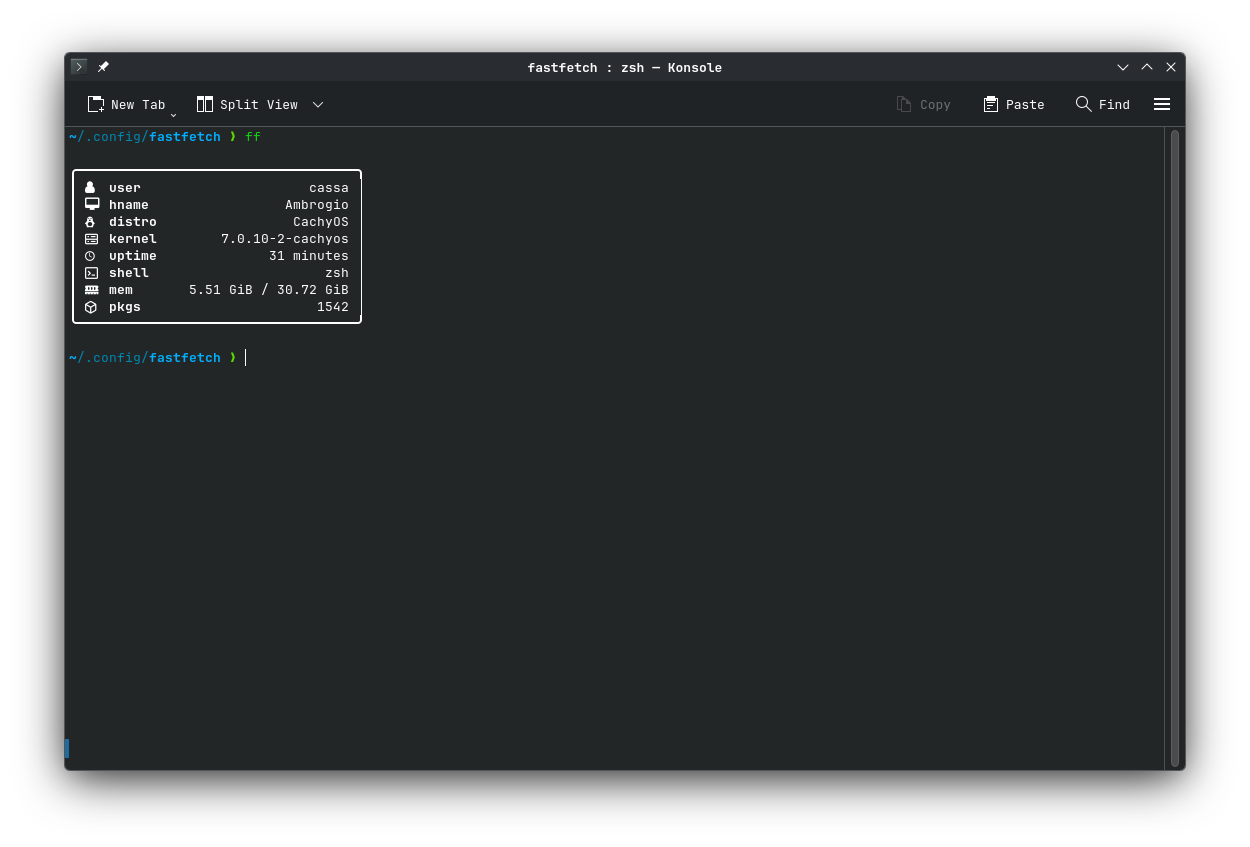 fastfetch : zsh — Konsole
New Tab Split View Copy Paste Find
~/.config/fastfetch ❯ ff
user cassa
hname Ambrogio
distro CachyOS
kernel 7.0.10-2-cachyos
uptime 31 minutes
shell zsh
mem 5.51 GiB / 30.72 GiB
pkgs 1542
~/.config/fastfetch ❯